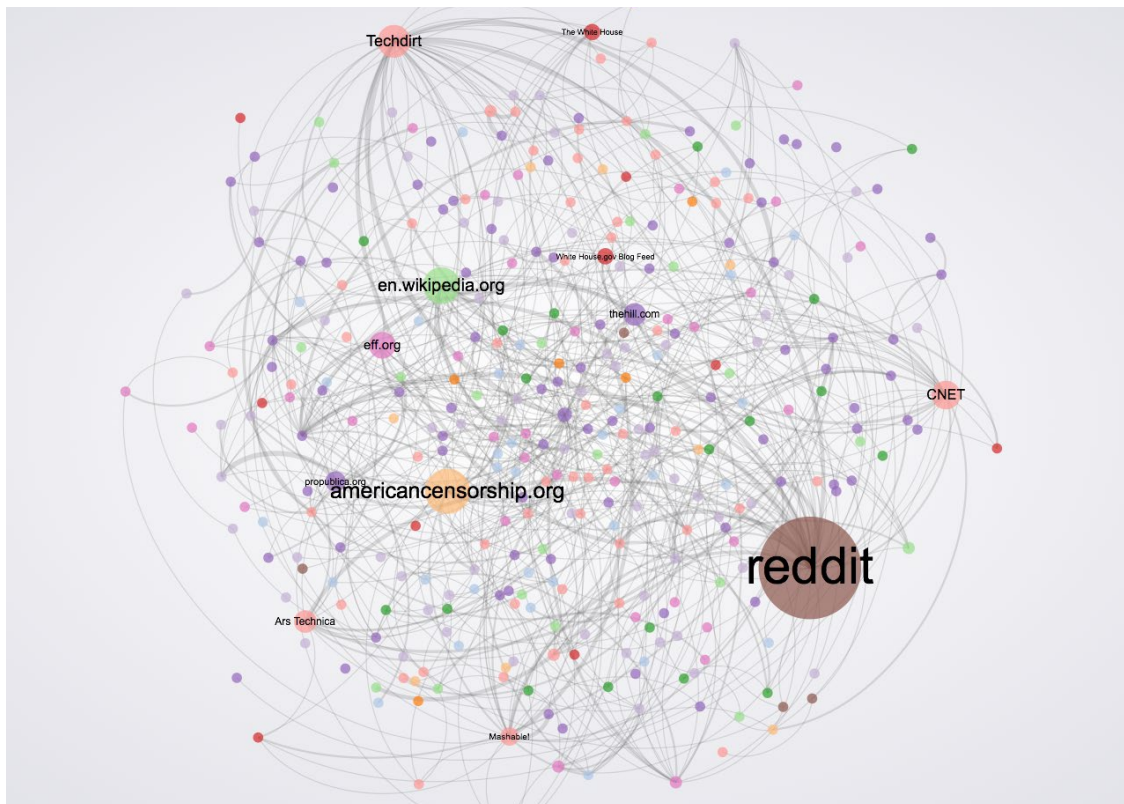 The White House
Techdirt
White House.gov Blog Feed
en.wikipedia.org
thehill.com
eff.org
CNET
propublica.org
americancensorship.org
reddit
Ars Technica
Mashable!